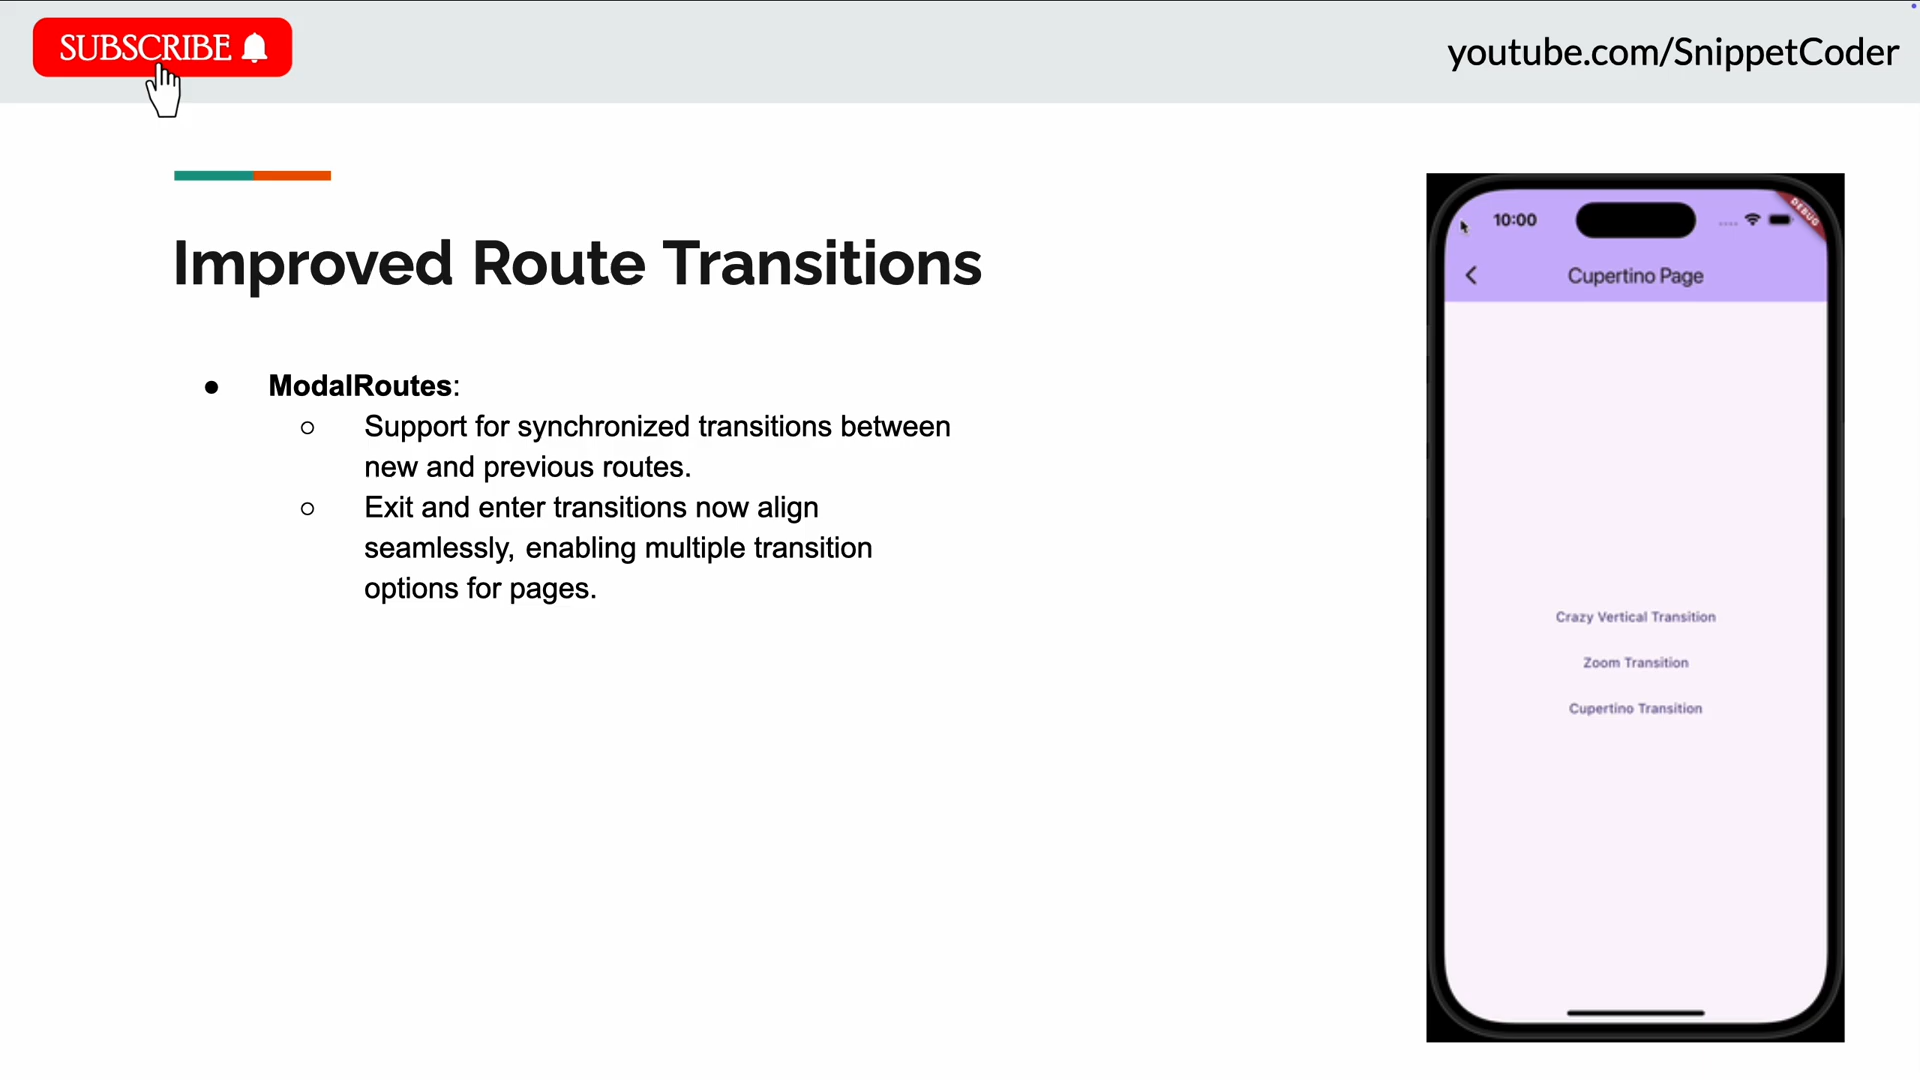 SUBSCRIBE
youtube.com/SnippetCoder
Improved Route Transitions
● ModalRoutes:
○ Support for synchronized transitions between
new and previous routes.
○ Exit and enter transitions now align
seamlessly, enabling multiple transition
options for pages.
10:00
DEBUG
Cupertino Page
Crazy Vertical Transition
Zoom Transition
Cupertino Transition